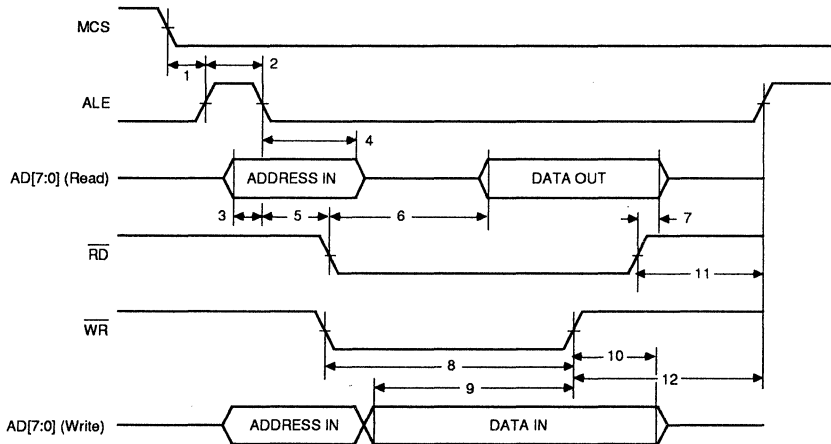 MCS
1
2
ALE
4
AD[7:0] (Read)
ADDRESS IN
DATA OUT
3
5
6
7
RD
11
WR
8
10
9
12
AD[7:0] (Write)
ADDRESS IN
DATA IN